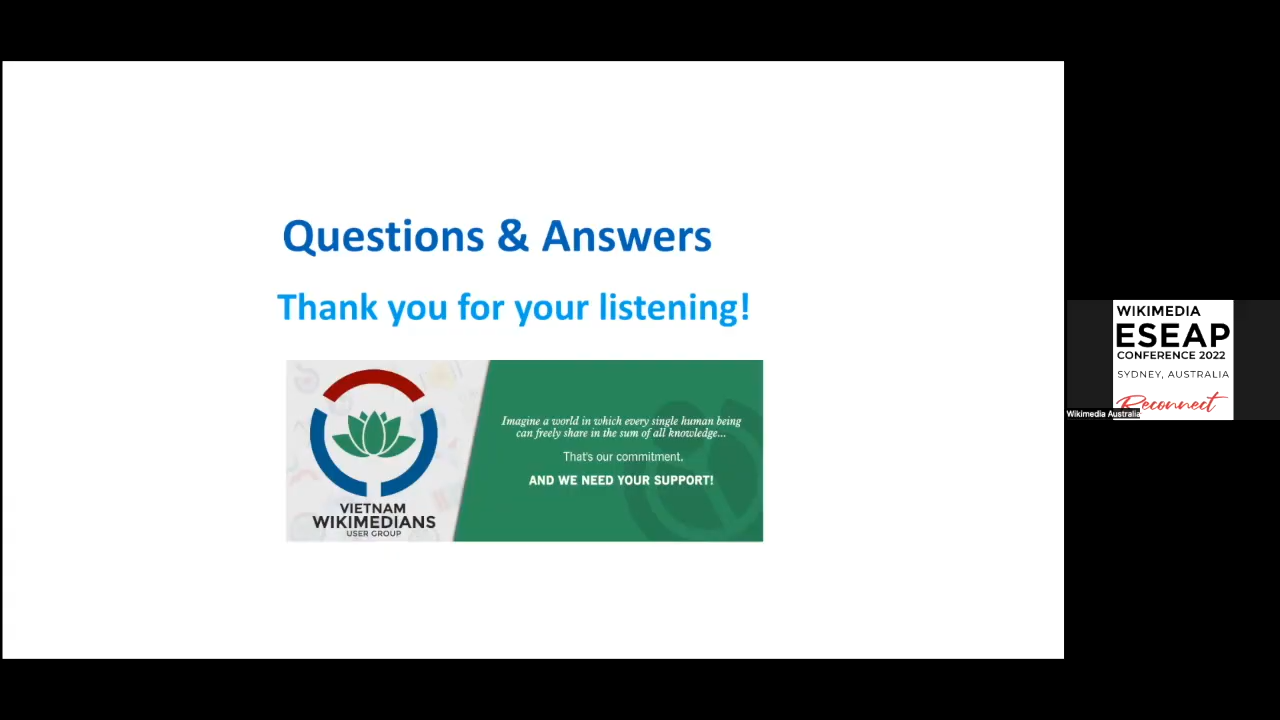 Questions & Answers
Thank you for your listening!
VIETNAM
WIKIMEDIANS
USER GROUP
Imagine a world in which every single human being
can freely share in the sum of all knowledge...
That's our commitment.
AND WE NEED YOUR SUPPORT!
WIKIMEDIA
ESEAP
CONFERENCE 2022
SYDNEY, AUSTRALIA
Reconnect
Wikimedia Australia